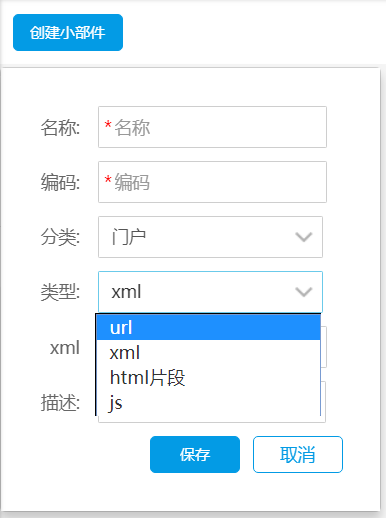 创建小部件
名称: *名称
编码: *编码
分类: 门户
类型: xml
url
xml xml
html片段
描述: js
保存 取消